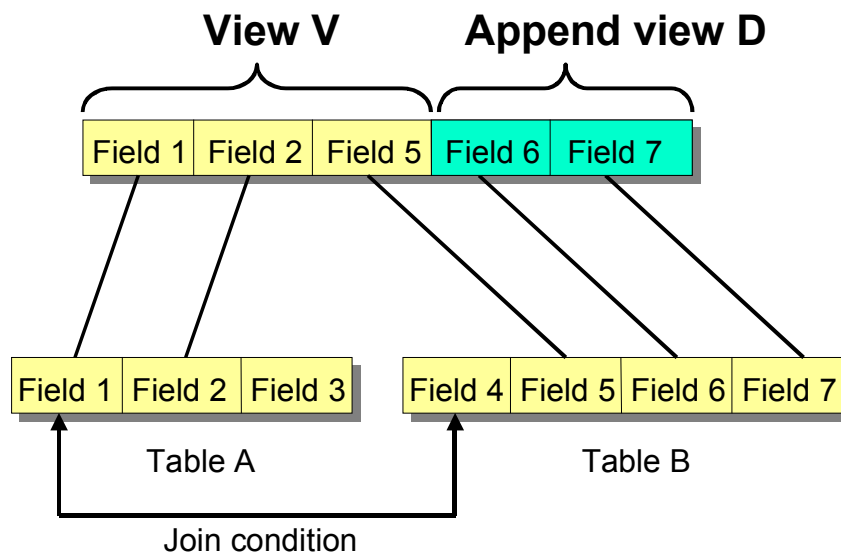 View V Append view D
Field 1 Field 2 Field 5 Field 6 Field 7
Field 1 Field 2 Field 3 Field 4 Field 5 Field 6 Field 7
Table A Table B
Join condition